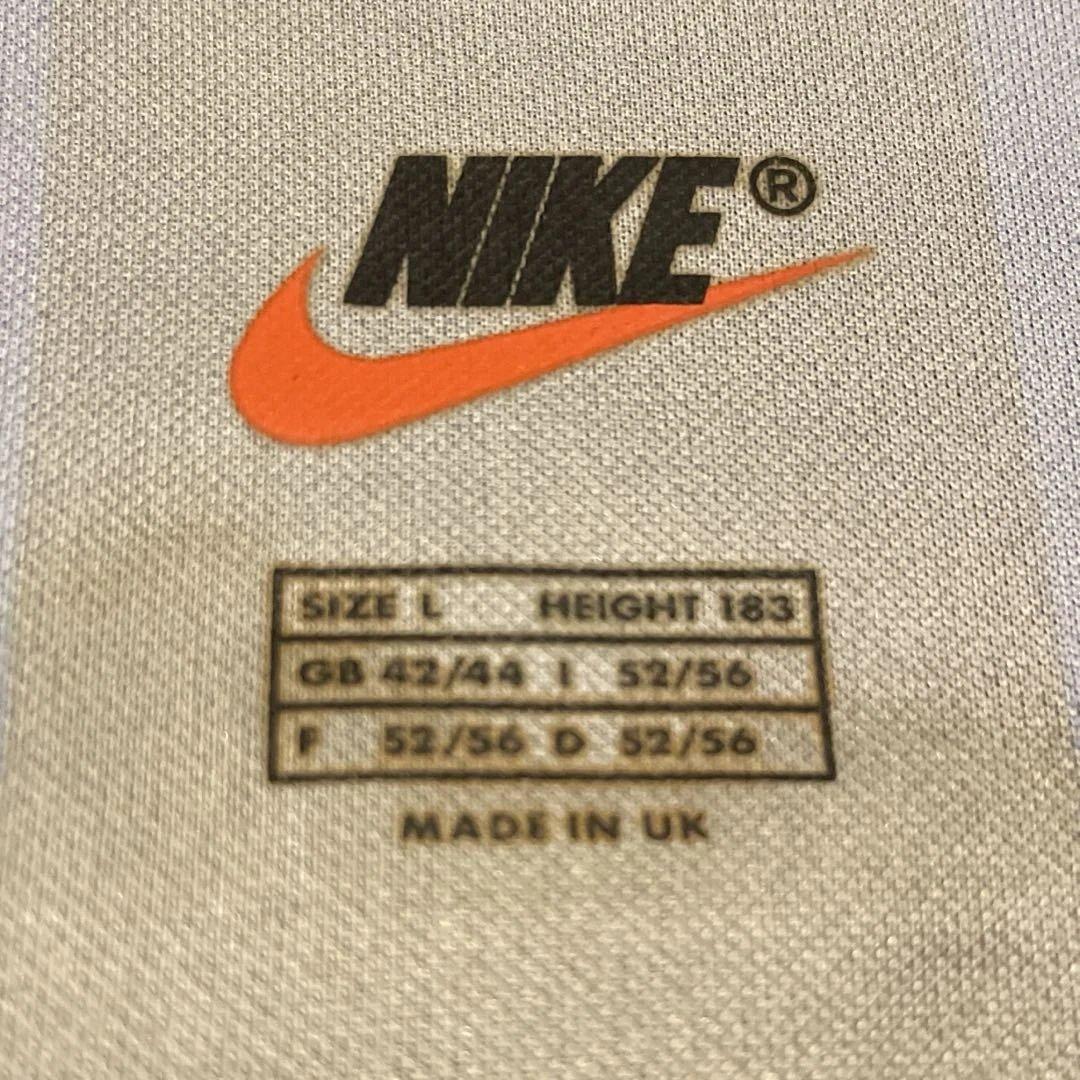 NIKE®
SIZE L HEIGHT 183
GB 42/44 I 52/56
F 52/56 D 52/56
MADE IN UK